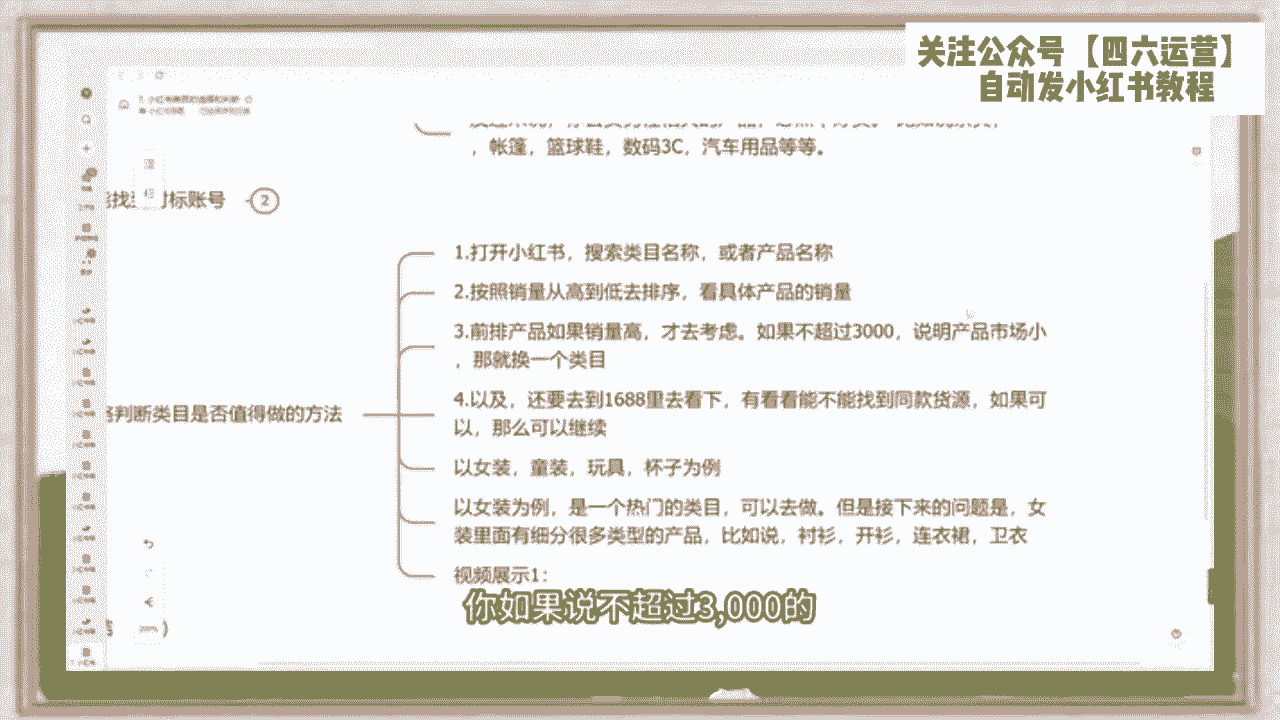 关注公众号【四六运营】
自动发小红书教程
，帐篷，篮球鞋，数码3C，汽车用品等等。
标账号
2
1.打开小红书，搜索类目名称，或者产品名称
2.按照销量从高到低去排序，看具体产品的销量
3.前排产品如果销量高，才去考虑。如果不超过3000，说明产品市场小
，那就换一个类目
4.以及，还要去到1688里去看下，有看看能不能找到同款货源，如果可
以，那么可以继续
判断类目是否值得做的方法
以女装，童装，玩具，杯子为例
以女装为例，是一个热门的类目，可以去做。但是接下来的问题是，女
装里面有细分很多类型的产品，比如说，衬衫，开衫，连衣裙，卫衣
视频展示1：
你如果说不超过3,000的